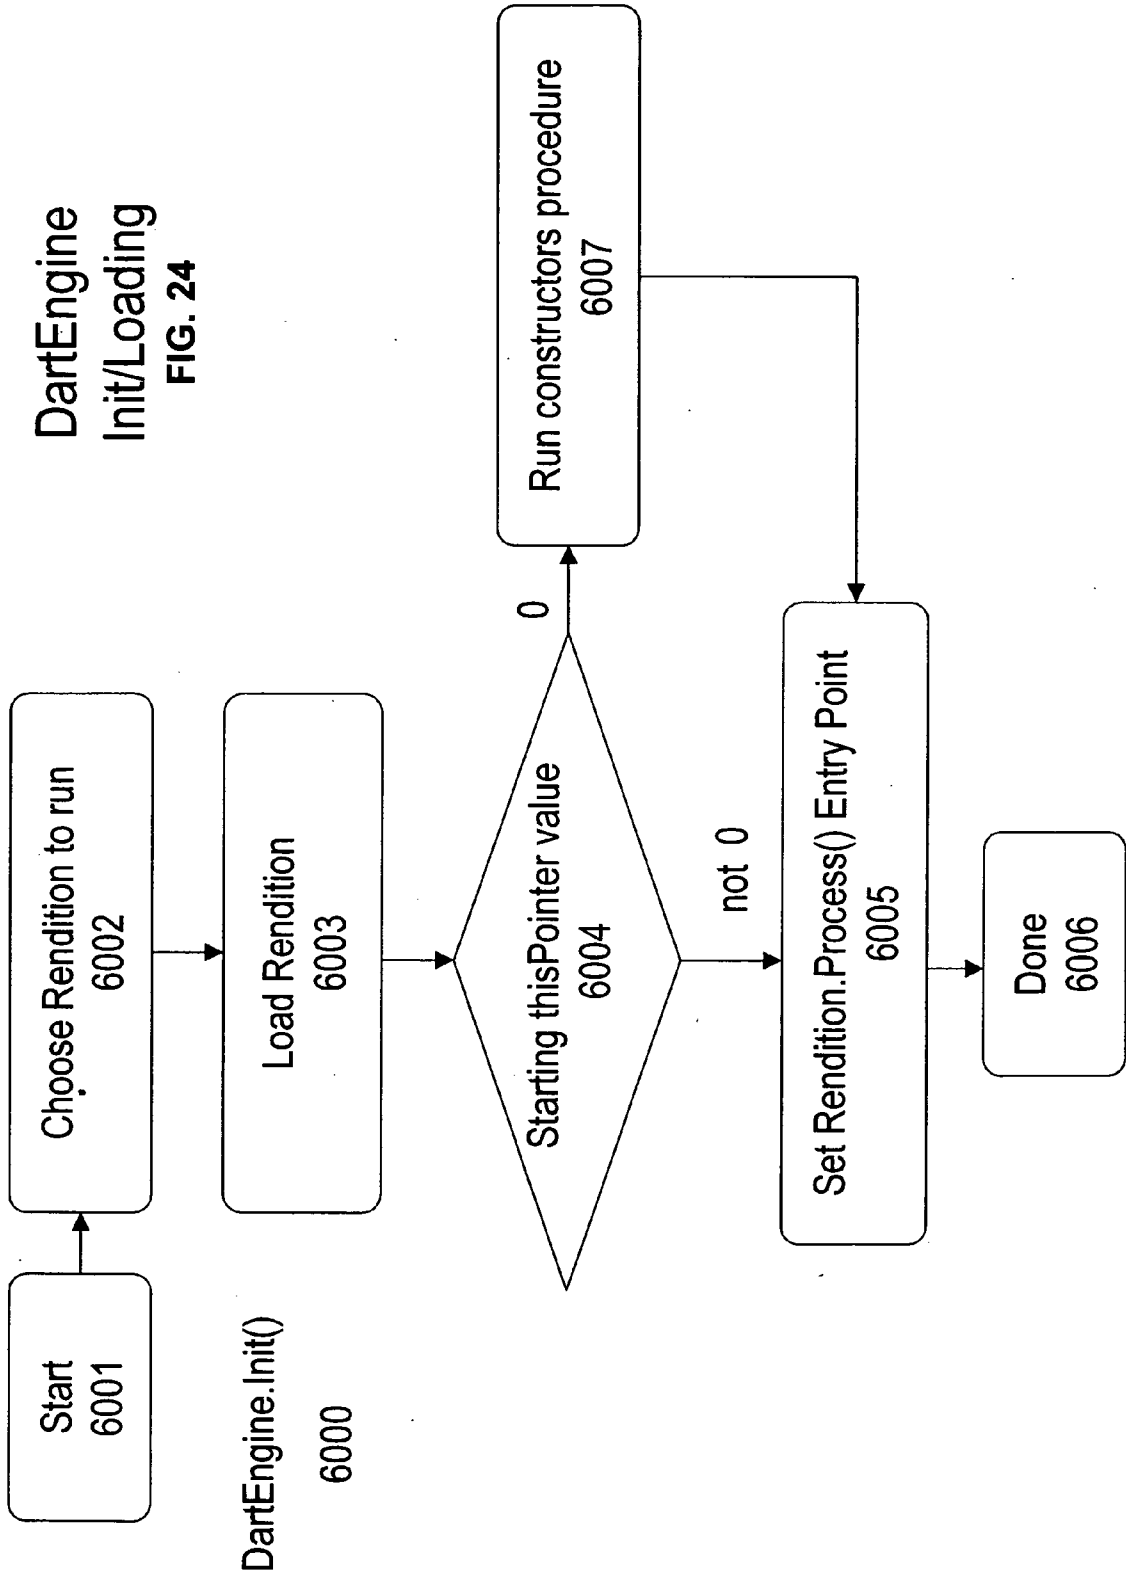 DartEngine
Init/Loading
FIG. 24
Start
6001
Choose Rendition to run
6002
DartEngine.Init()
6000
Load Rendition
6003
Starting thisPointer value
6004
0
Run constructors procedure
6007
not 0
Set Rendition.Process() Entry Point
6005
Done
6006